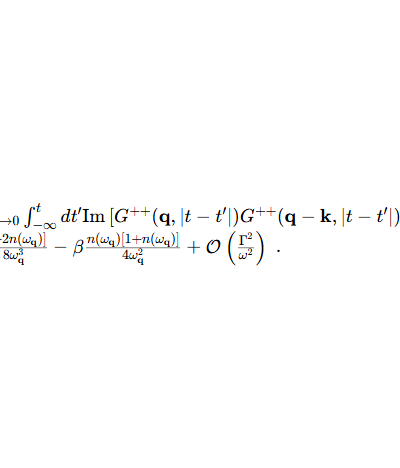 →0 ∫_{-∞}^{t} dt′Im [G^{++}(𝐪, |t − t′|)G^{++}(𝐪 − 𝐤, |t − t′|)
2n(ω_𝐪)]/8ω_𝐪^3 − β n(ω_𝐪)[1+n(ω_𝐪)]/4ω_𝐪^2 + 𝒪 (Γ^2/ω^2) .